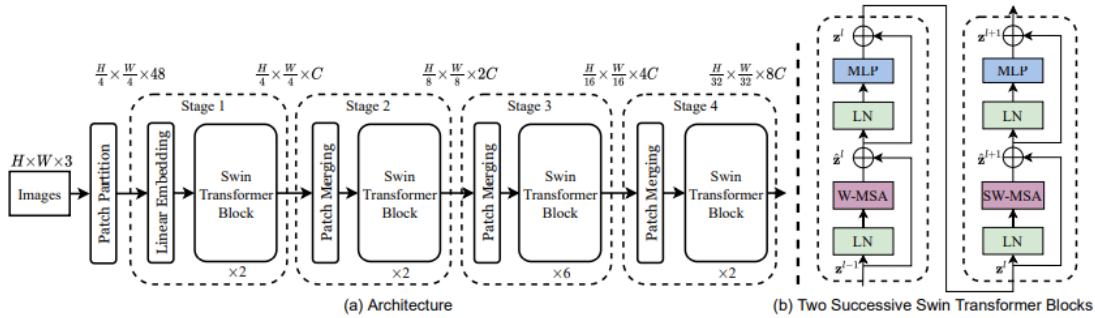 H/4 × W/4 × 48
H/4 × W/4 × C
H/8 × W/8 × 2C
H/16 × W/16 × 4C
H/32 × W/32 × 8C
Stage 1
Stage 2
Stage 3
Stage 4
H×W×3
Images
Patch Partition
Linear Embedding
Swin
Transformer
Block
×2
Patch Merging
Swin
Transformer
Block
×2
Patch Merging
Swin
Transformer
Block
×6
Patch Merging
Swin
Transformer
Block
×2
(a) Architecture
z^l
MLP
LN
ẑ^l
W-MSA
LN
z^{l-1}
z^{l+1}
MLP
LN
ẑ^{l+1}
SW-MSA
LN
z^l
(b) Two Successive Swin Transformer Blocks